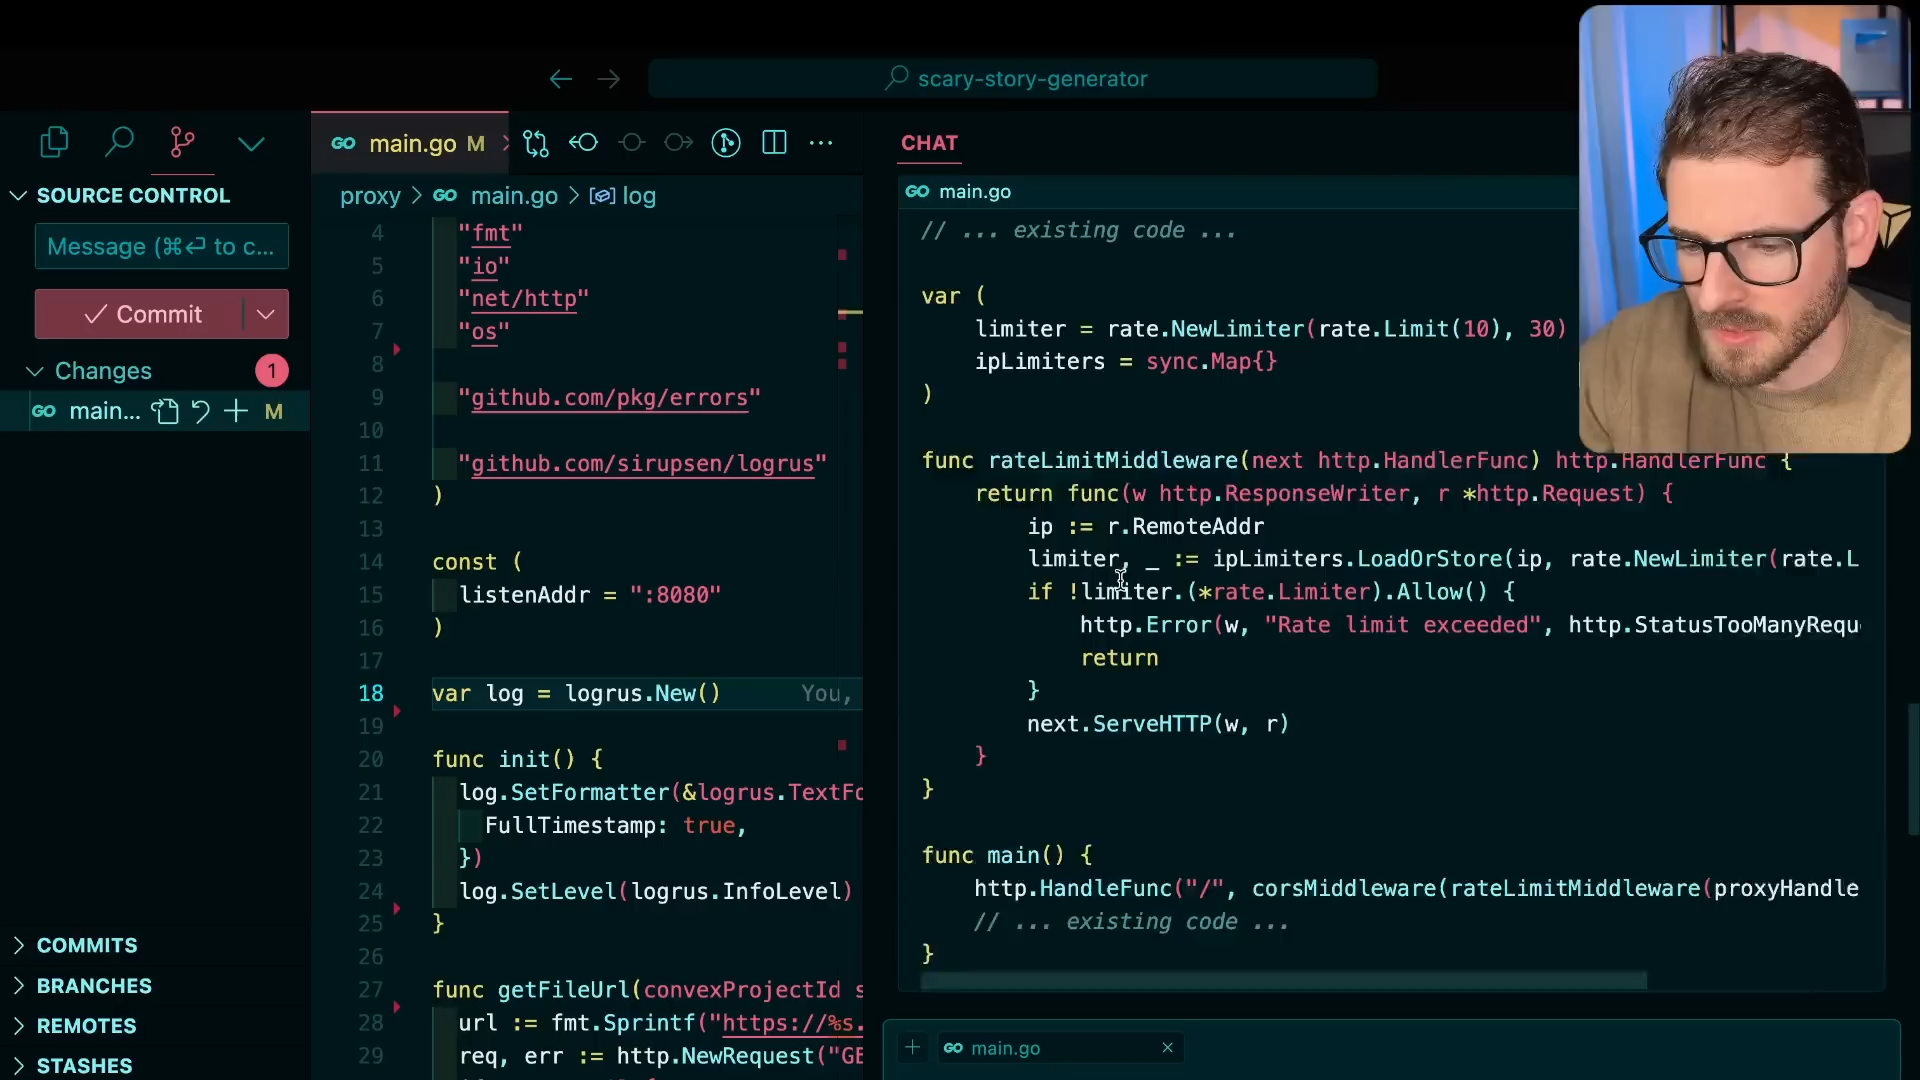 scary-story-generator
main.go M
CHAT
SOURCE CONTROL
Message (⌘⏎ to c...
Commit
Changes 1
main... M
COMMITS
BRANCHES
REMOTES
STASHES
proxy > main.go > log
4 "fmt"
5 "io"
6 "net/http"
7 "os"
8
9 "github.com/pkg/errors"
10
11 "github.com/sirupsen/logrus"
12 )
13
14 const (
15 listenAddr = ":8080"
16 )
17
18 var log = logrus.New() You,
19
20 func init() {
21 log.SetFormatter(&logrus.TextFo
22 FullTimestamp: true,
23 })
24 log.SetLevel(logrus.InfoLevel)
25 }
26
27 func getFileUrl(convexProjectId s
28 url := fmt.Sprintf("https://%s.
29 req, err := http.NewRequest("GE
main.go
// ... existing code ...
var (
limiter = rate.NewLimiter(rate.Limit(10), 30)
ipLimiters = sync.Map{}
)
func rateLimitMiddleware(next http.HandlerFunc) http.HandlerFunc {
return func(w http.ResponseWriter, r *http.Request) {
ip := r.RemoteAddr
limiter, _ := ipLimiters.LoadOrStore(ip, rate.NewLimiter(rate.L
if !limiter.(*rate.Limiter).Allow() {
http.Error(w, "Rate limit exceeded", http.StatusTooManyRequ
return
}
next.ServeHTTP(w, r)
}
}
func main() {
http.HandleFunc("/", corsMiddleware(rateLimitMiddleware(proxyHandle
// ... existing code ...
}
+ main.go ×